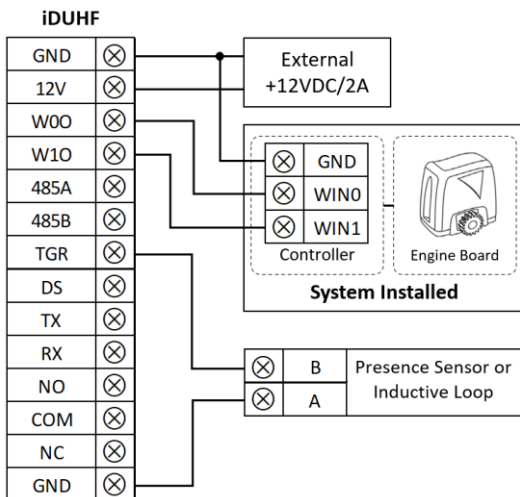 iDUHF
GND
12V
W0O
W1O
485A
485B
TGR
DS
TX
RX
NO
COM
NC
GND
External
+12VDC/2A
GND
WIN0
WIN1
Controller
Engine Board
System Installed
B
A
Presence Sensor or
Inductive Loop